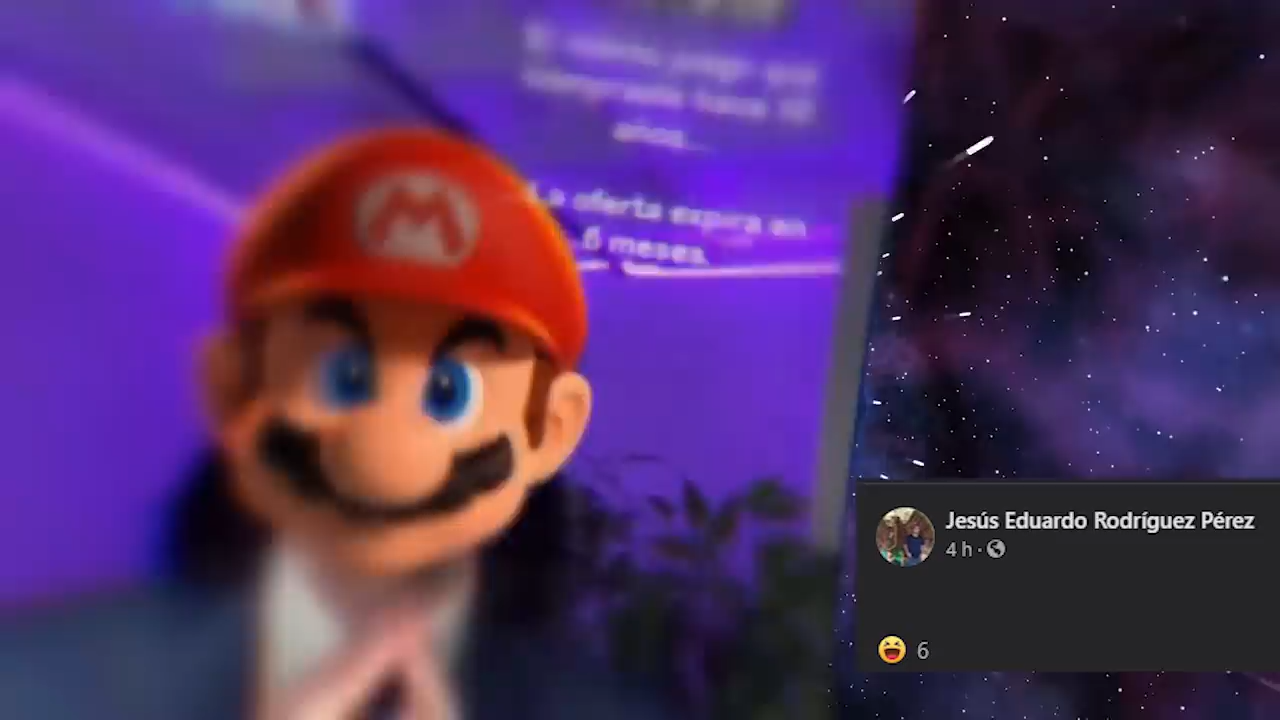 El mismo juego que
compraste hace 10
años...
La oferta expira en
6 meses.
M
Jesús Eduardo Rodríguez Pérez
4 h ·
6